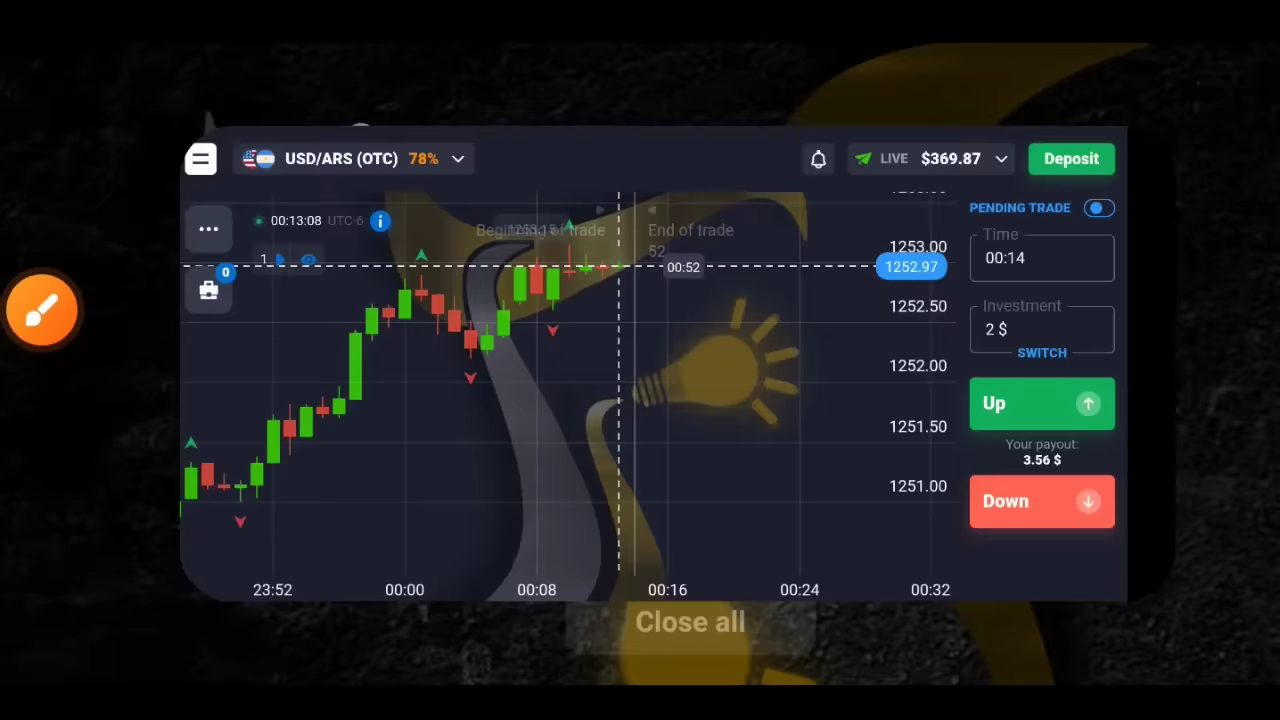 USD/ARS (OTC) 78%
LIVE $369.87
Deposit
00:13:08 UTC-6
Beginning of trade
End of trade
52
1
00:52
0
1253.00
1252.97
1252.50
1252.00
1251.50
1251.00
PENDING TRADE
Time
00:14
Investment
2 $
SWITCH
Up
Your payout:
3.56 $
Down
23:52
00:00
00:08
00:16
00:24
00:32
Close all